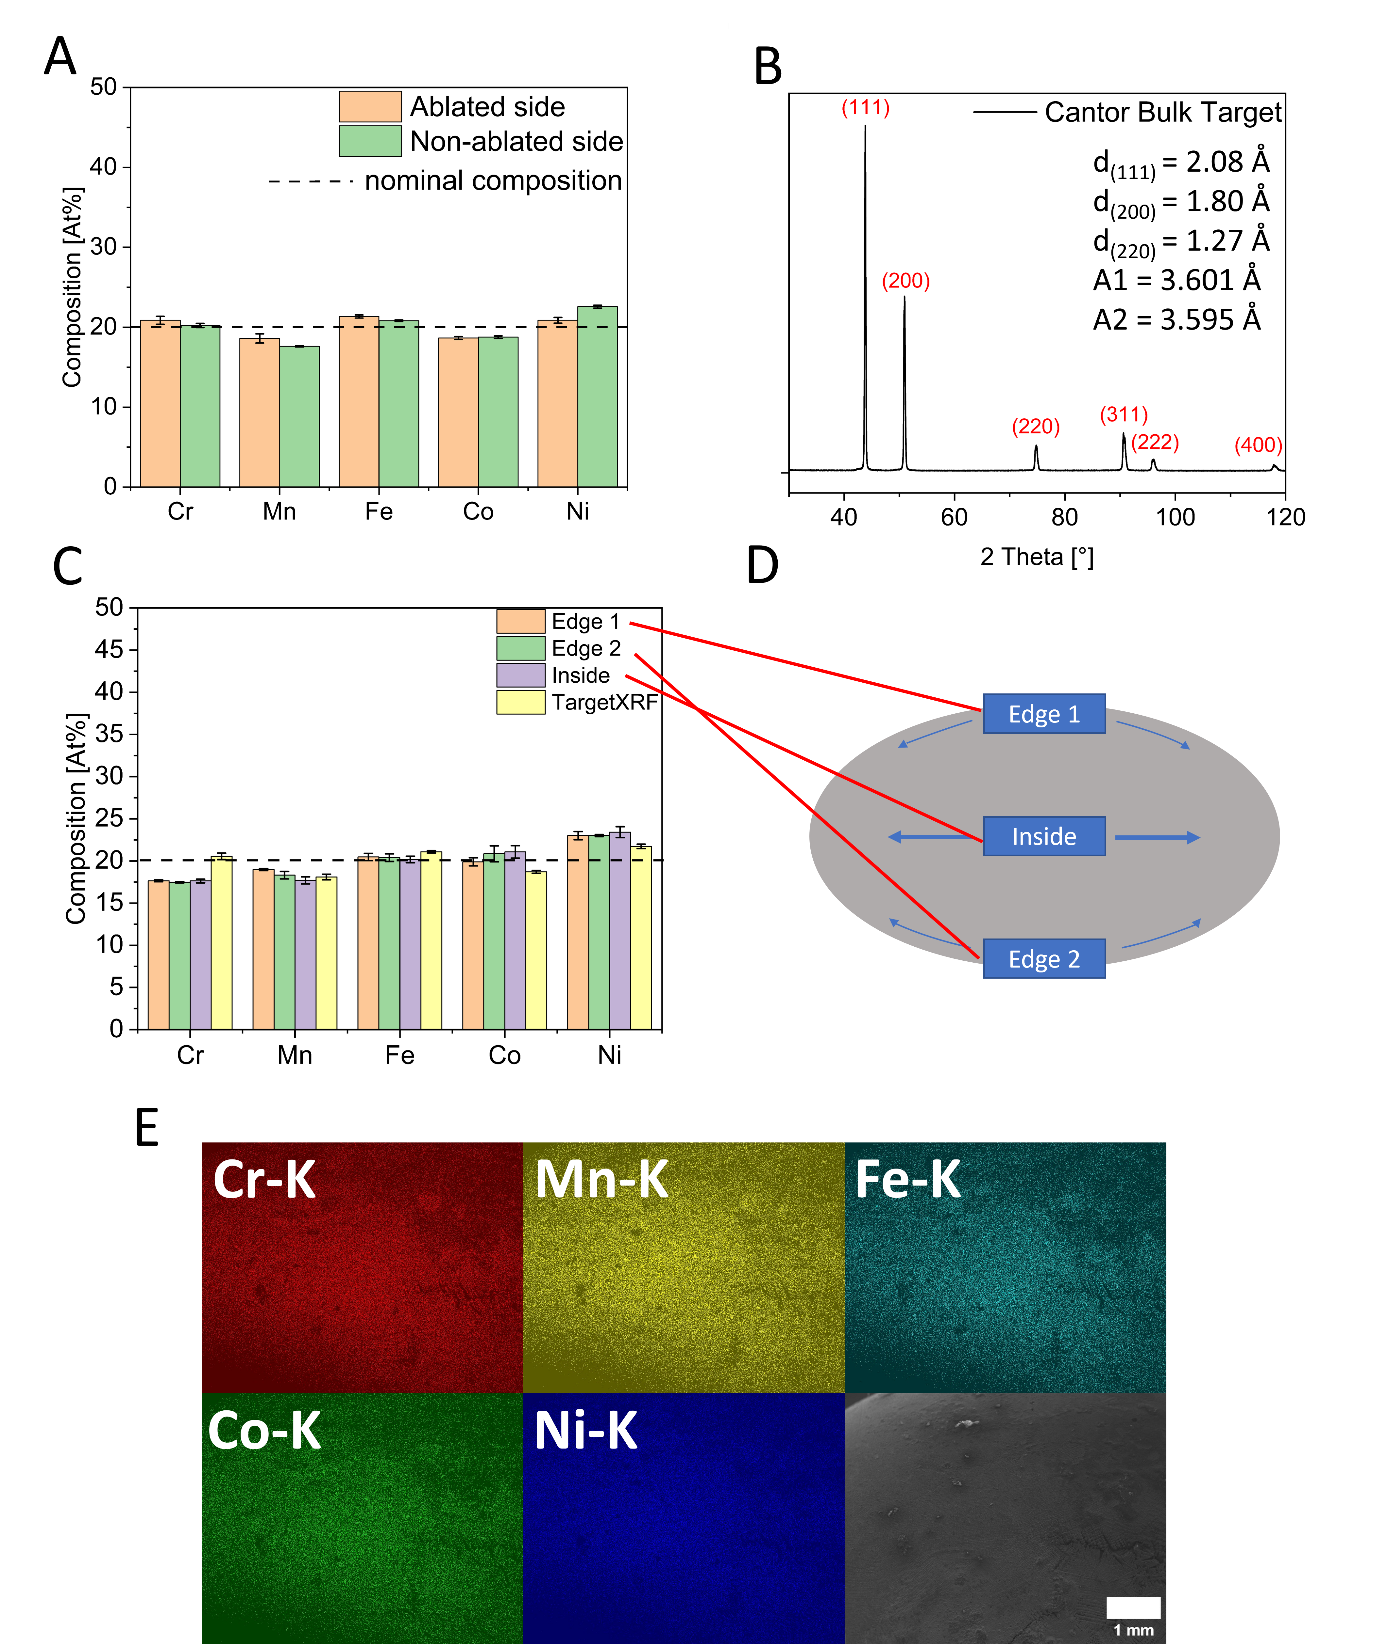 A
50
40
30
20
10
0
Composition [At%]
Ablated side
Non-ablated side
nominal composition
Cr Mn Fe Co Ni
B
Cantor Bulk Target
(111)
(200)
(220)
(311)
(222)
(400)
d(111) = 2.08 Å
d(200) = 1.80 Å
d(220) = 1.27 Å
A1 = 3.601 Å
A2 = 3.595 Å
40 60 80 100 120
2 Theta [°]
C
50
45
40
35
30
25
20
15
10
5
0
Composition [At%]
Edge 1
Edge 2
Inside
TargetXRF
Cr Mn Fe Co Ni
D
Edge 1
Inside
Edge 2
E
Cr-K
Mn-K
Fe-K
Co-K
Ni-K
1 mm